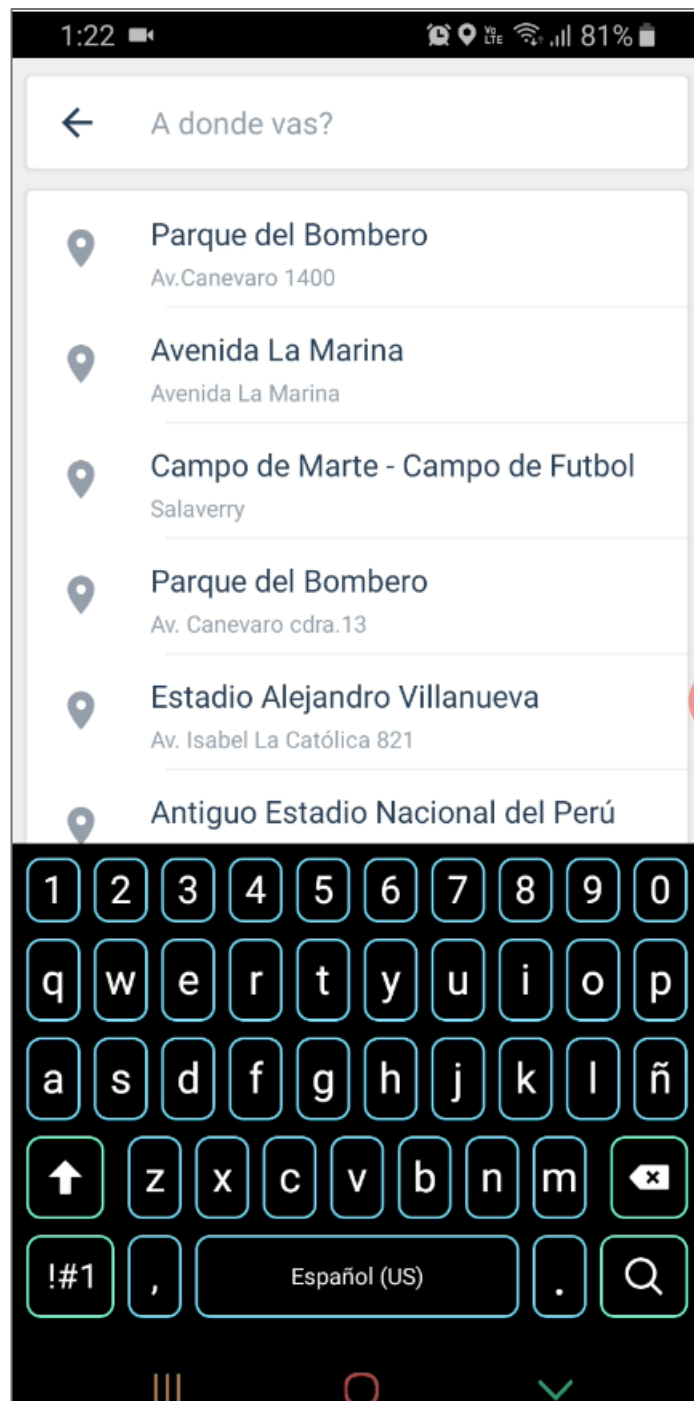 1:22 Vo LTE 81%
A donde vas?
Parque del Bombero
Av.Canevaro 1400
Avenida La Marina
Avenida La Marina
Campo de Marte - Campo de Futbol
Salaverry
Parque del Bombero
Av. Canevaro cdra.13
Estadio Alejandro Villanueva
Av. Isabel La Católica 821
Antiguo Estadio Nacional del Perú
1 2 3 4 5 6 7 8 9 0
q w e r t y u i o p
a s d f g h j k l ñ
z x c v b n m
!#1 , Español (US) .